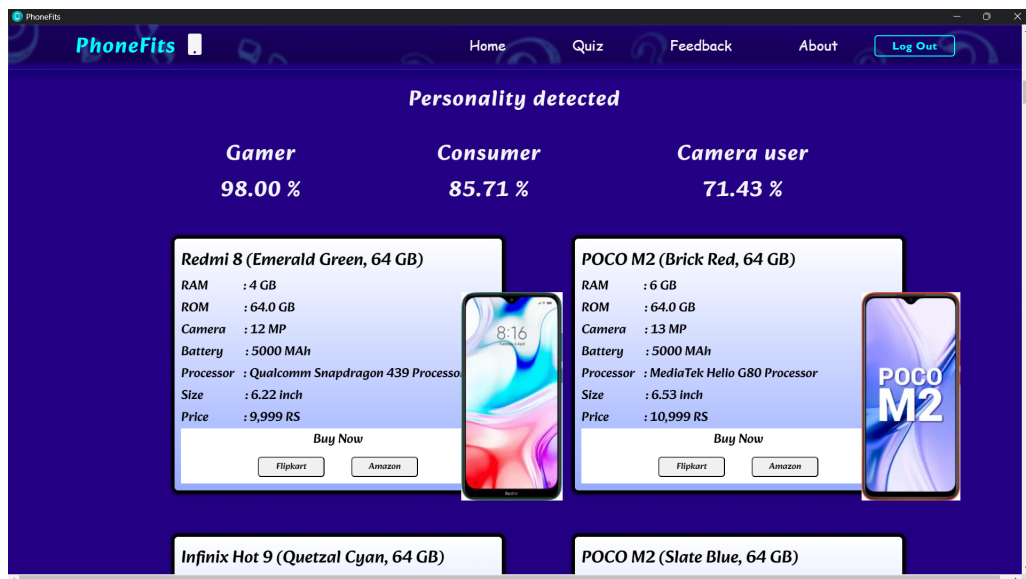 PhoneFits
PhoneFits
Home Quiz Feedback About Log Out
Personality detected
Gamer Consumer Camera user
98.00 % 85.71 % 71.43 %
Redmi 8 (Emerald Green, 64 GB)
RAM : 4 GB
ROM : 64.0 GB
Camera : 12 MP
Battery : 5000 MAh
Processor : Qualcomm Snapdragon 439 Processo
Size : 6.22 inch
Price : 9,999 RS
Buy Now
Flipkart Amazon
8:16
Redmi
POCO M2 (Brick Red, 64 GB)
RAM : 6 GB
ROM : 64.0 GB
Camera : 13 MP
Battery : 5000 MAh
Processor : MediaTek Helio G80 Processor
Size : 6.53 inch
Price : 10,999 RS
Buy Now
Flipkart Amazon
POCO
M2
Infinix Hot 9 (Quetzal Cyan, 64 GB)
POCO M2 (Slate Blue, 64 GB)